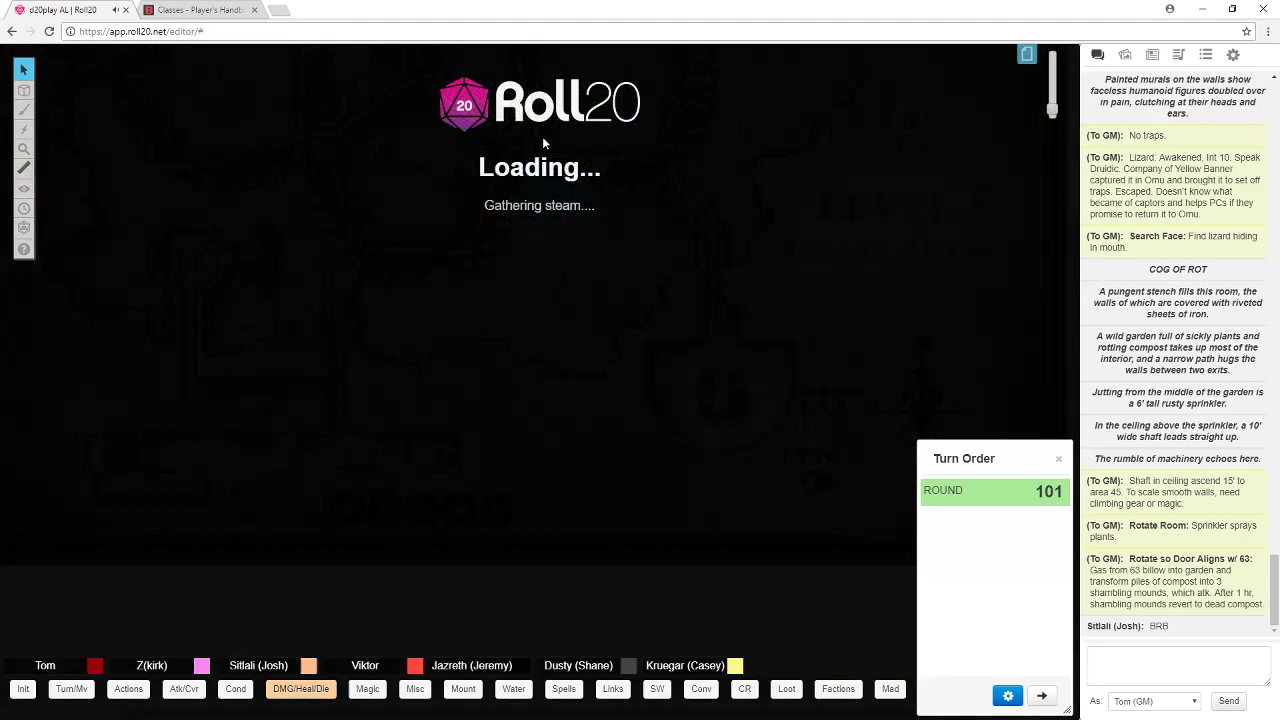 d20play AL | Roll20
Classes - Player's Handb
https://app.roll20.net/editor/#
20 Roll20
Loading...
Gathering steam....
Turn Order
ROUND 101
Tom
Z(kirk)
Sitlali (Josh)
Viktor
Jazreth (Jeremy)
Dusty (Shane)
Kruegar (Casey)
Init
Turn/Mv
Actions
Atk/Cvr
Cond
DMG/Heal/Die
Magic
Misc
Mount
Water
Spells
Links
SW
Conv
CR
Loot
Factions
Mad
Painted murals on the walls show
faceless humanoid figures doubled over
in pain, clutching at their heads and
ears.
(To GM): No traps.
(To GM): Lizard: Awakened. Int 10. Speak
Druidic. Company of Yellow Banner
captured it in Omu and brought it to set off
traps. Escaped. Doesn't know what
became of captors and helps PCs if they
promise to return it to Omu.
(To GM): Search Face: Find lizard hiding
in mouth.
COG OF ROT
A pungent stench fills this room, the
walls of which are covered with riveted
sheets of iron.
A wild garden full of sickly plants and
rotting compost takes up most of the
interior, and a narrow path hugs the
walls between two exits.
Jutting from the middle of the garden is
a 6' tall rusty sprinkler.
In the ceiling above the sprinkler, a 10'
wide shaft leads straight up.
The rumble of machinery echoes here.
(To GM): Shaft in ceiling ascend 15' to
area 45. To scale smooth walls, need
climbing gear or magic.
(To GM): Rotate Room: Sprinkler sprays
plants.
(To GM): Rotate so Door Aligns w/ 63:
Gas from 63 billow into garden and
transform piles of compost into 3
shambling mounds, which atk. After 1 hr,
shambling mounds revert to dead compost.
Sitlali (Josh): BRB
As: Tom (GM) Send